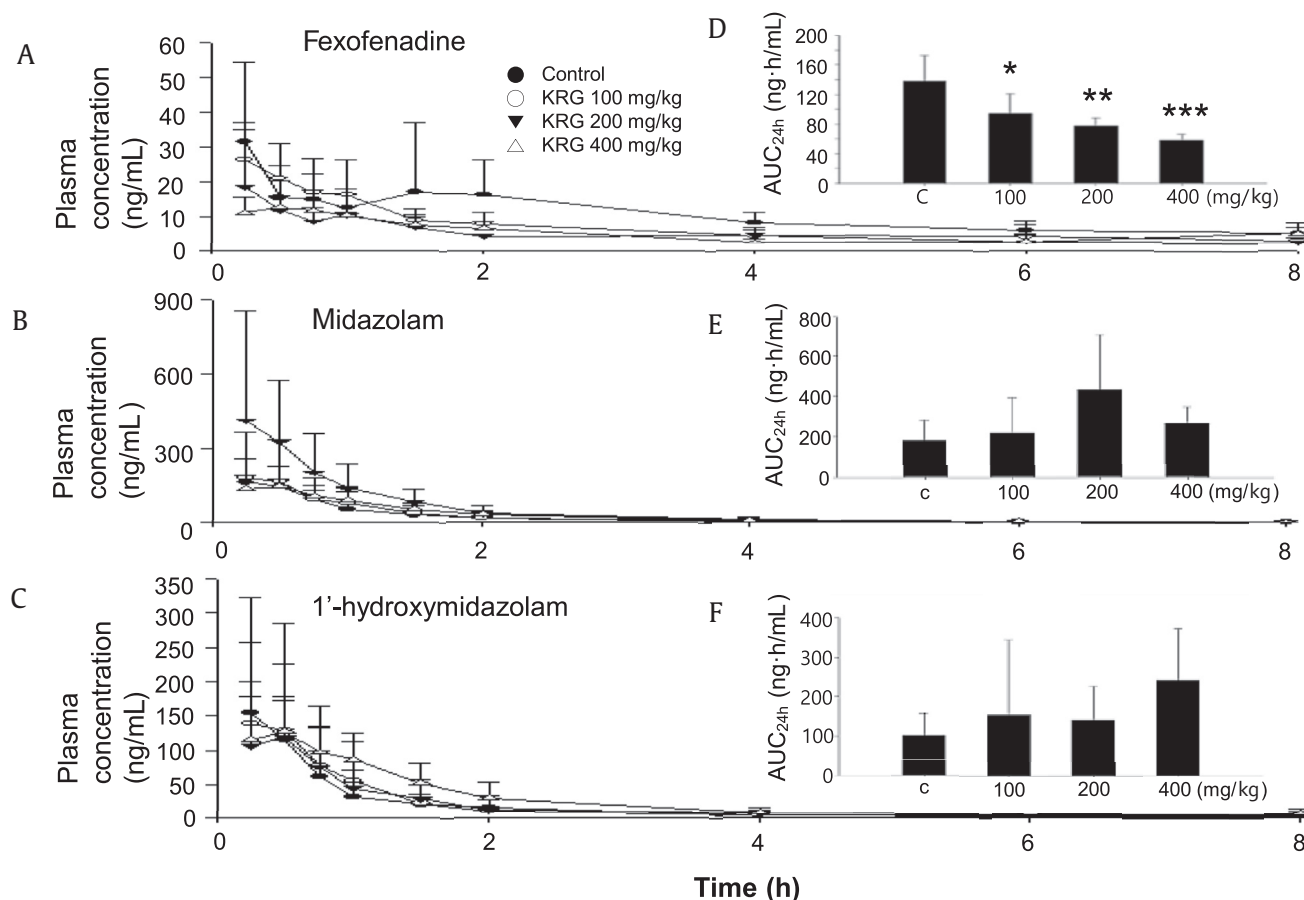 A
Fexofenadine
Plasma
concentration
(ng/mL)
60
50
40
30
20
10
0
0
2
4
6
8
Control
KRG 100 mg/kg
KRG 200 mg/kg
KRG 400 mg/kg
D
AUC24h (ng·h/mL)
200
160
120
80
40
0
*
**
***
C
100
200
400 (mg/kg)
B
Midazolam
Plasma
concentration
(ng/mL)
900
600
300
0
0
2
4
6
8
E
AUC24h (ng·h/mL)
800
600
400
200
0
c
100
200
400 (mg/kg)
C
1’-hydroxymidazolam
Plasma
concentration
(ng/mL)
350
300
250
200
150
100
50
0
0
2
4
6
8
F
AUC24h (ng·h/mL)
400
300
200
100
0
c
100
200
400 (mg/kg)
Time (h)